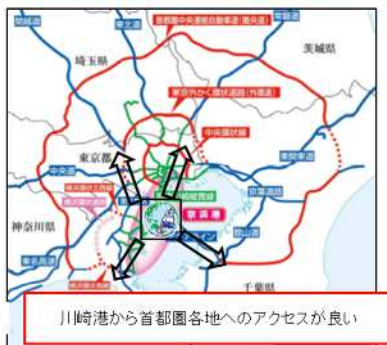 関越道
東北道
常磐道
首都圏中央連絡自動車道(圏央道)
茨城県
埼玉県
東京外かく環状道路(外環道)
中央環状線
東京都
東関東道
中央道
京葉道路
京浜港
神奈川県
館山道
東名高速
千葉県
川崎港から首都圏各地へのアクセスが良い